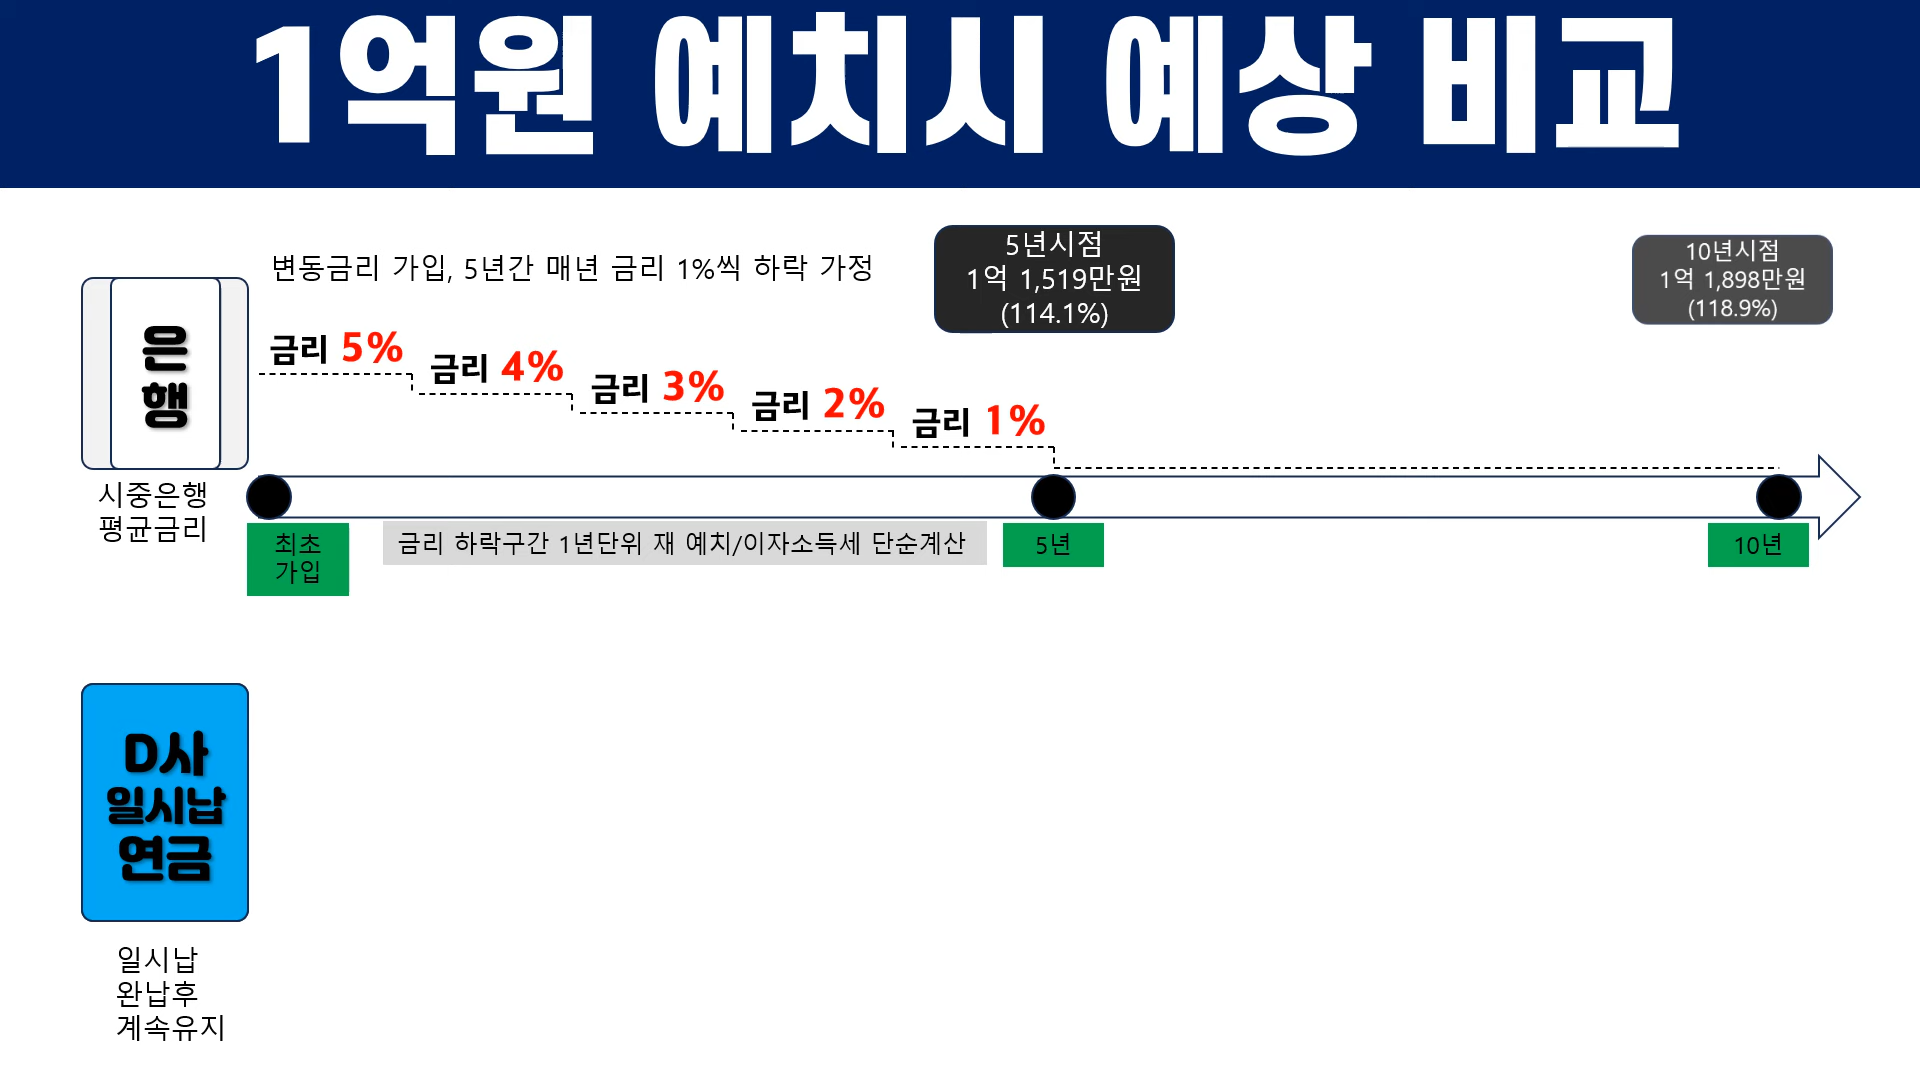 1억원 예치시 예상 비교
변동금리 가입, 5년간 매년 금리 1%씩 하락 가정
5년시점
1억 1,519만원
(114.1%)
10년시점
1억 1,898만원
(118.9%)
은
행
금리 5%
금리 4%
금리 3%
금리 2%
금리 1%
시중은행
평균금리
최초
가입
금리 하락구간 1년단위 재 예치/이자소득세 단순계산
5년
10년
D사
일시납
연금
일시납
완납후
계속유지